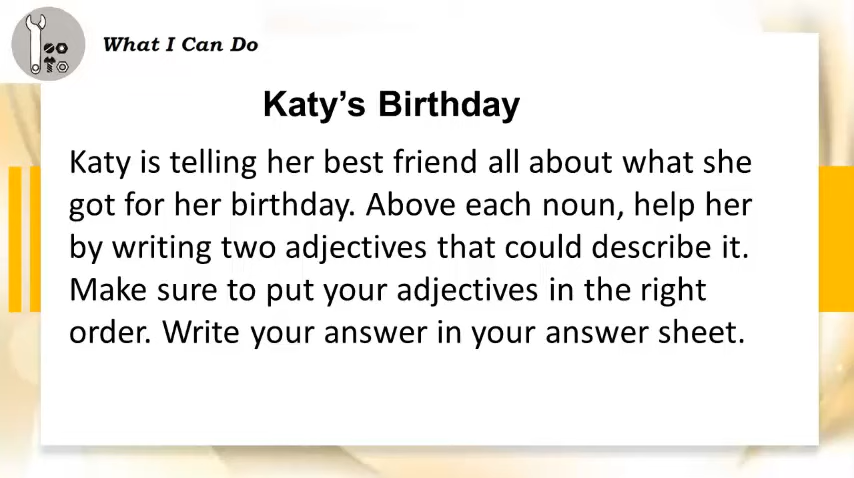 What I Can Do
Katy’s Birthday
Katy is telling her best friend all about what she
got for her birthday. Above each noun, help her
by writing two adjectives that could describe it.
Make sure to put your adjectives in the right
order. Write your answer in your answer sheet.